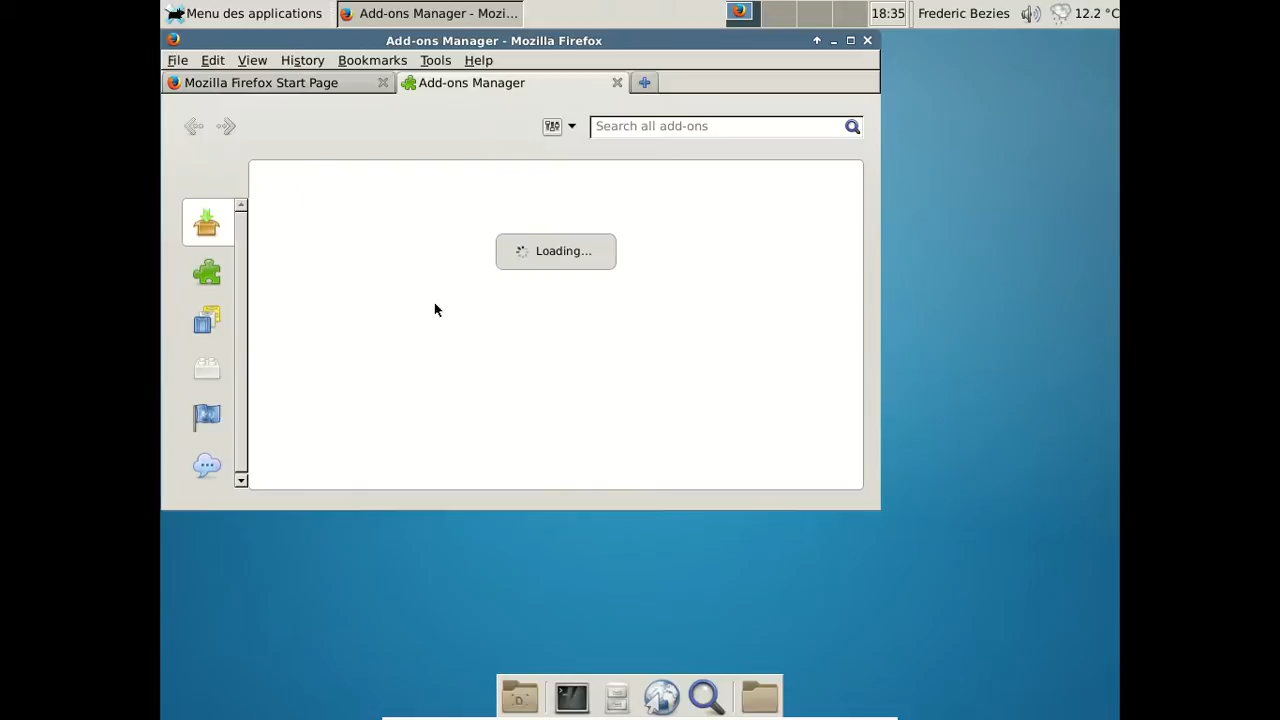 Menu des applications
Add-ons Manager - Mozi...
18:35
Frederic Bezies
12.2 °C
Add-ons Manager - Mozilla Firefox
File Edit View History Bookmarks Tools Help
Mozilla Firefox Start Page
Add-ons Manager
Search all add-ons
Loading...
D